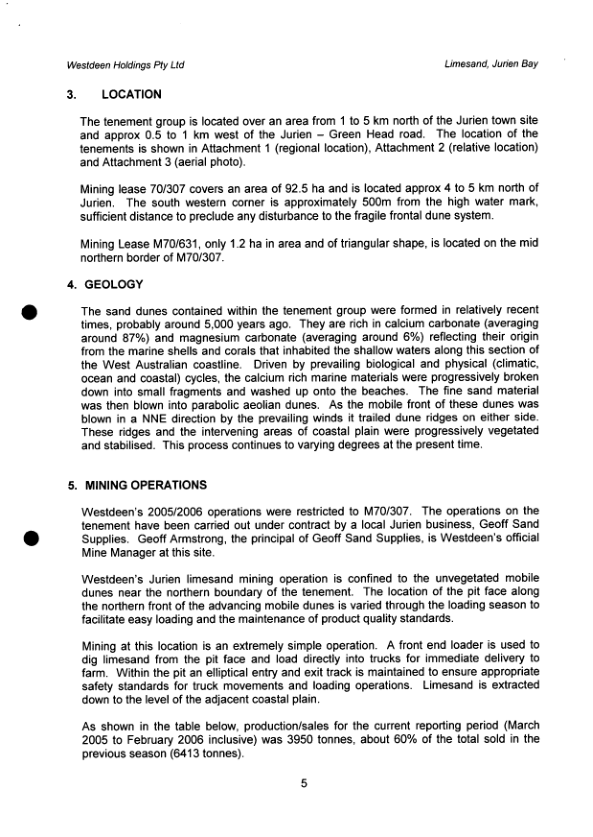 Westdeen Holdings Pty Ltd
Limesand, Jurien Bay
3. LOCATION
The tenement group is located over an area from 1 to 5 km north of the Jurien town site
and approx 0.5 to 1 km west of the Jurien – Green Head road. The location of the
tenements is shown in Attachment 1 (regional location), Attachment 2 (relative location)
and Attachment 3 (aerial photo).
Mining lease 70/307 covers an area of 92.5 ha and is located approx 4 to 5 km north of
Jurien. The south western corner is approximately 500m from the high water mark,
sufficient distance to preclude any disturbance to the fragile frontal dune system.
Mining Lease M70/631, only 1.2 ha in area and of triangular shape, is located on the mid
northern border of M70/307.
4. GEOLOGY
The sand dunes contained within the tenement group were formed in relatively recent
times, probably around 5,000 years ago. They are rich in calcium carbonate (averaging
around 87%) and magnesium carbonate (averaging around 6%) reflecting their origin
from the marine shells and corals that inhabited the shallow waters along this section of
the West Australian coastline. Driven by prevailing biological and physical (climatic,
ocean and coastal) cycles, the calcium rich marine materials were progressively broken
down into small fragments and washed up onto the beaches. The fine sand material
was then blown into parabolic aeolian dunes. As the mobile front of these dunes was
blown in a NNE direction by the prevailing winds it trailed dune ridges on either side.
These ridges and the intervening areas of coastal plain were progressively vegetated
and stabilised. This process continues to varying degrees at the present time.
5. MINING OPERATIONS
Westdeen's 2005/2006 operations were restricted to M70/307. The operations on the
tenement have been carried out under contract by a local Jurien business, Geoff Sand
Supplies. Geoff Armstrong, the principal of Geoff Sand Supplies, is Westdeen's official
Mine Manager at this site.
Westdeen's Jurien limesand mining operation is confined to the unvegetated mobile
dunes near the northern boundary of the tenement. The location of the pit face along
the northern front of the advancing mobile dunes is varied through the loading season to
facilitate easy loading and the maintenance of product quality standards.
Mining at this location is an extremely simple operation. A front end loader is used to
dig limesand from the pit face and load directly into trucks for immediate delivery to
farm. Within the pit an elliptical entry and exit track is maintained to ensure appropriate
safety standards for truck movements and loading operations. Limesand is extracted
down to the level of the adjacent coastal plain.
As shown in the table below, production/sales for the current reporting period (March
2005 to February 2006 inclusive) was 3950 tonnes, about 60% of the total sold in the
previous season (6413 tonnes).
5